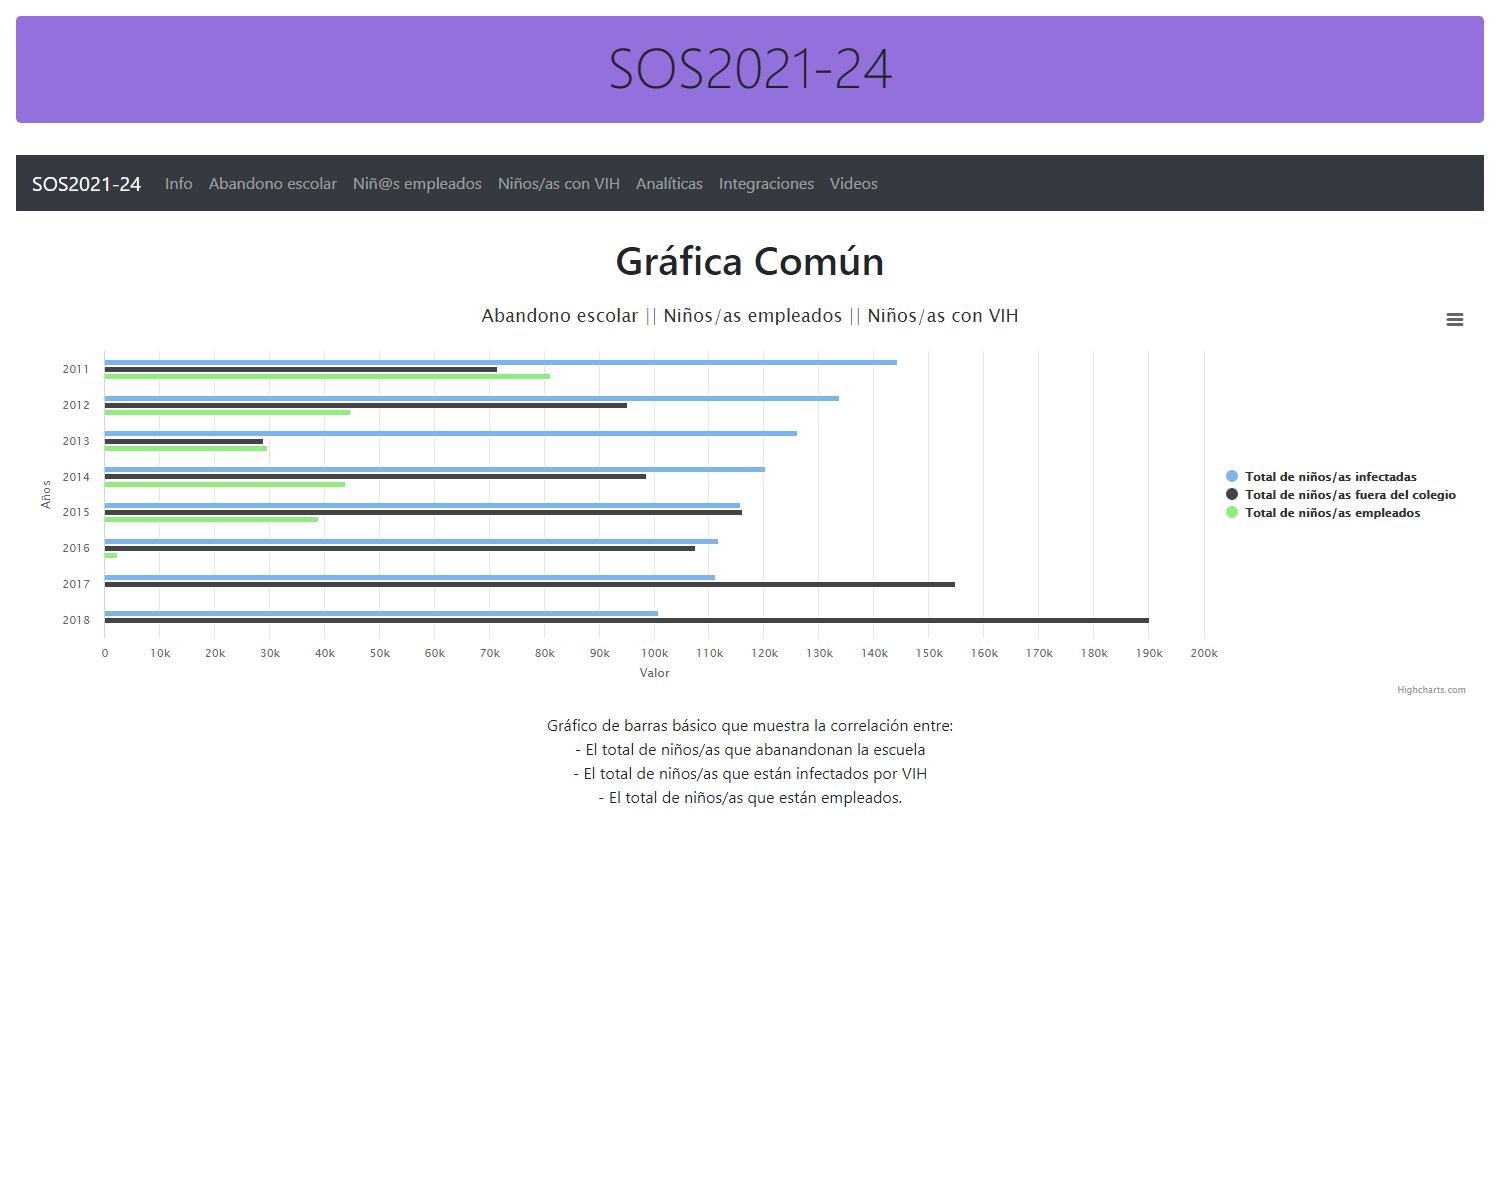 SOS2021-24
SOS2021-24 Info Abandono escolar Niñ@s empleados Niños/as con VIH Analíticas Integraciones Videos
Gráfica Común
Abandono escolar || Niños/as empleados || Niños/as con VIH
2011
2012
2013
2014
2015
2016
2017
2018
Años
0 10k 20k 30k 40k 50k 60k 70k 80k 90k 100k 110k 120k 130k 140k 150k 160k 170k 180k 190k 200k
Valor
Total de niños/as infectadas
Total de niños/as fuera del colegio
Total de niños/as empleados
Highcharts.com
Gráfico de barras básico que muestra la correlación entre:
- El total de niños/as que abanandonan la escuela
- El total de niños/as que están infectados por VIH
- El total de niños/as que están empleados.